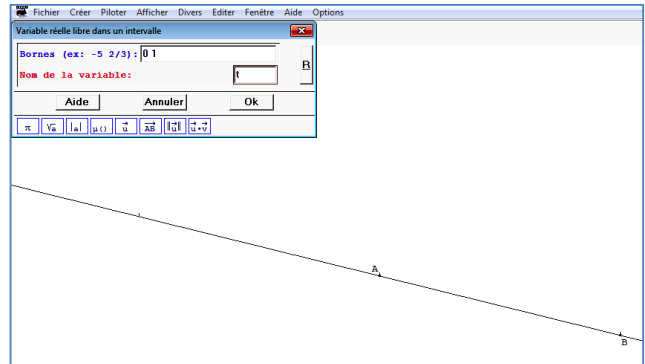 Fichier Créer Piloter Afficher Divers Editer Fenêtre Aide Options
Variable réelle libre dans un intervalle
Bornes (ex: -5 2/3): 0 1
R
Nom de la variable: t
Aide Annuler Ok
π √a |a| μ() u⃗ AB⃗ ‖u⃗‖ u⃗·v⃗
A
B